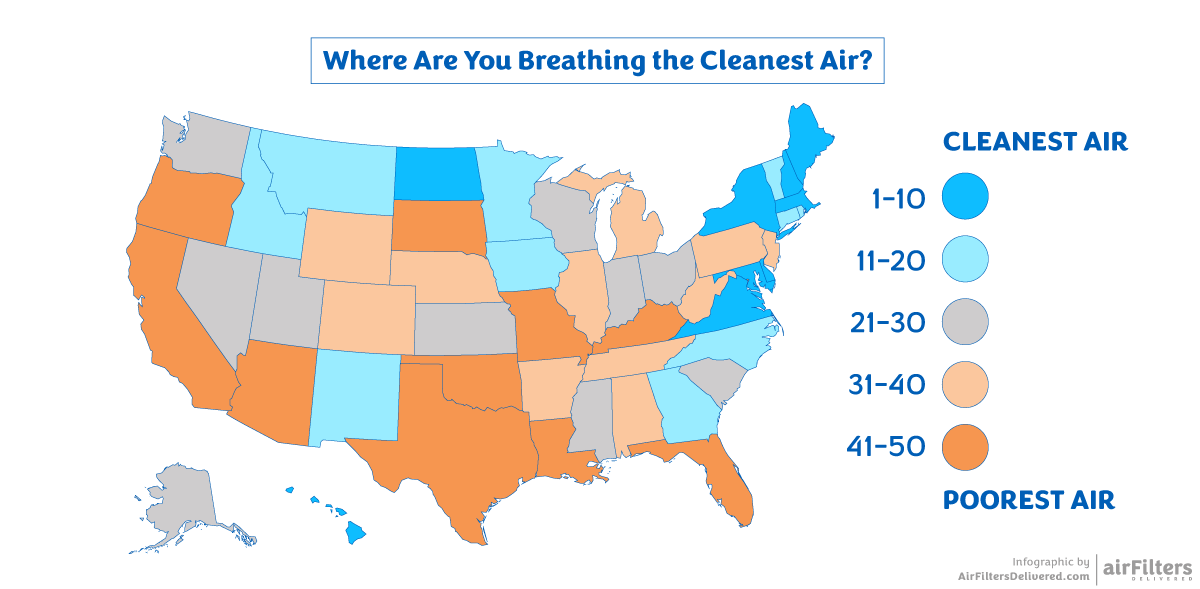 Where Are You Breathing the Cleanest Air?
CLEANEST AIR
1–10
11–20
21–30
31–40
41–50
POOREST AIR
Infographic by
AirFiltersDelivered.com
airFilters
DELIVERED